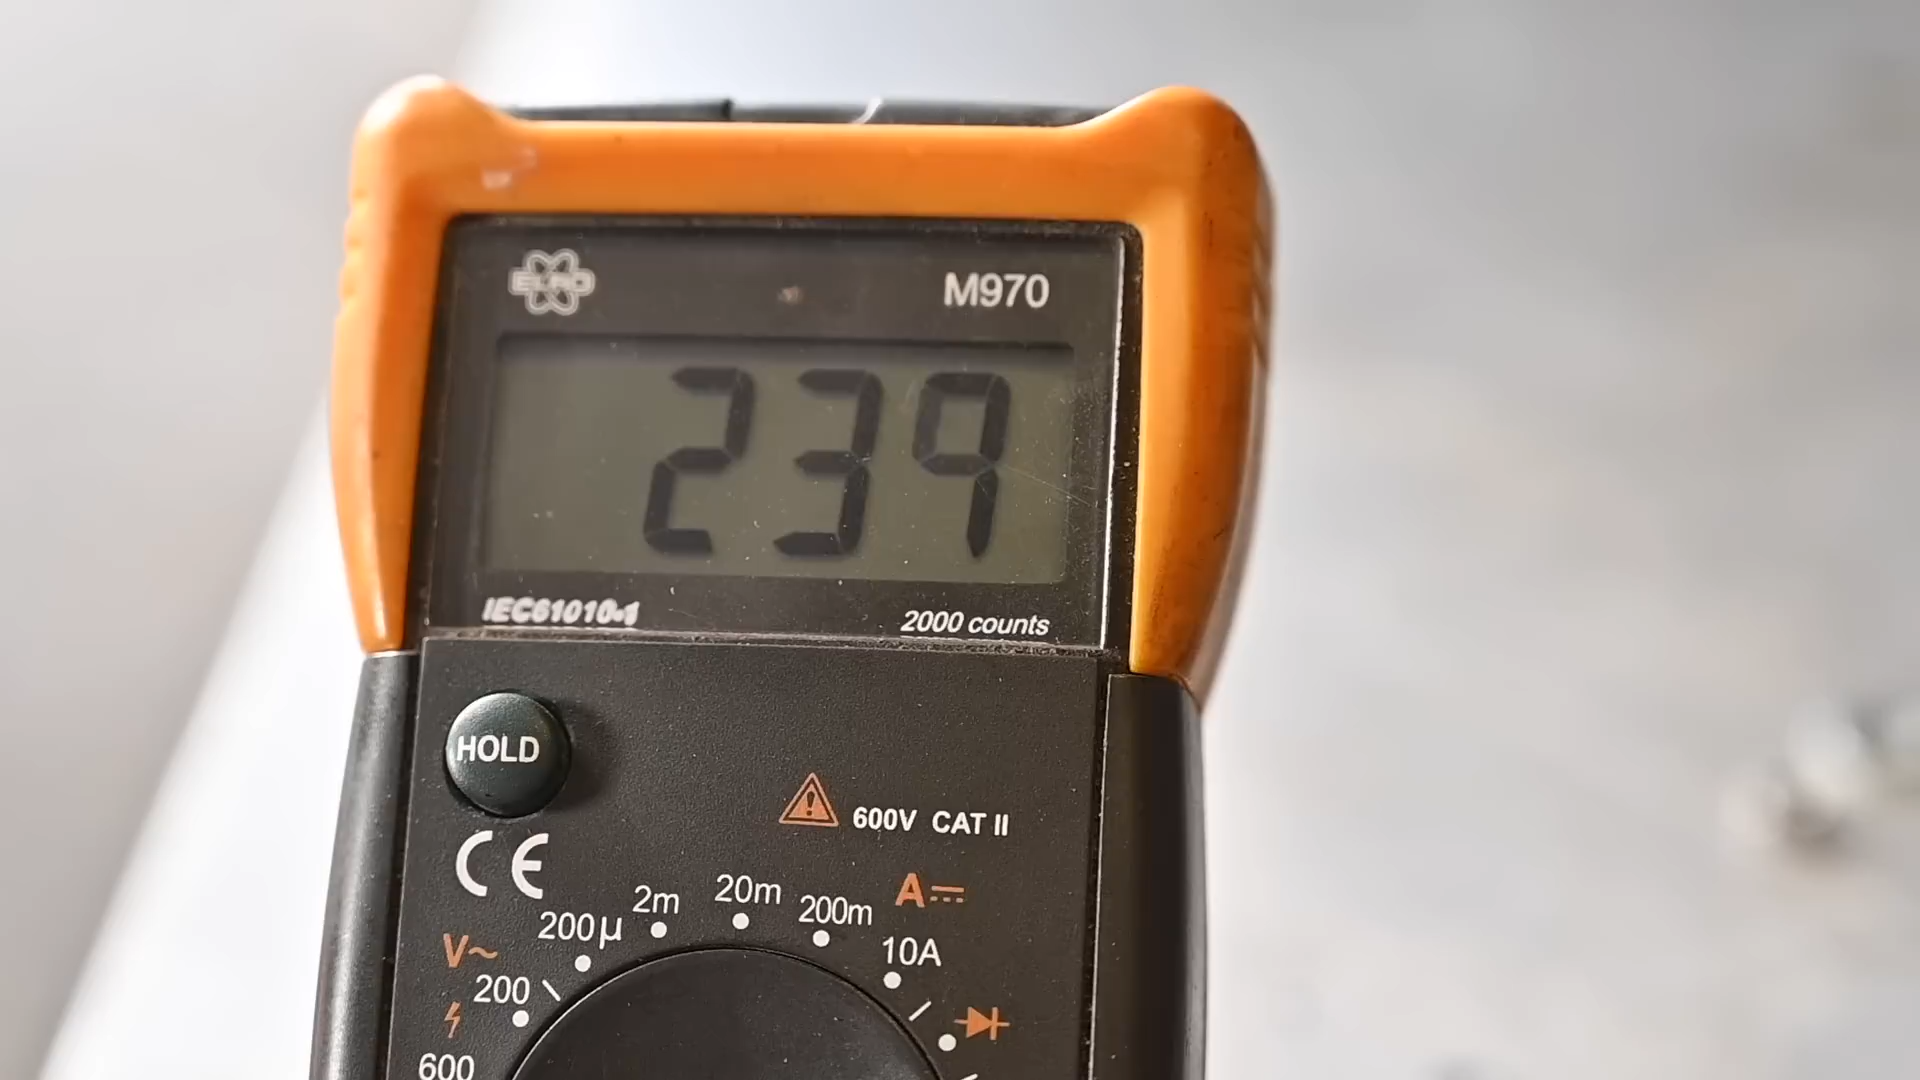 ELRO
M970
239
IEC61010-1
2000 counts
HOLD
600V CAT II
CE
2m
20m
200m
A
200µ
10A
V~
200
600